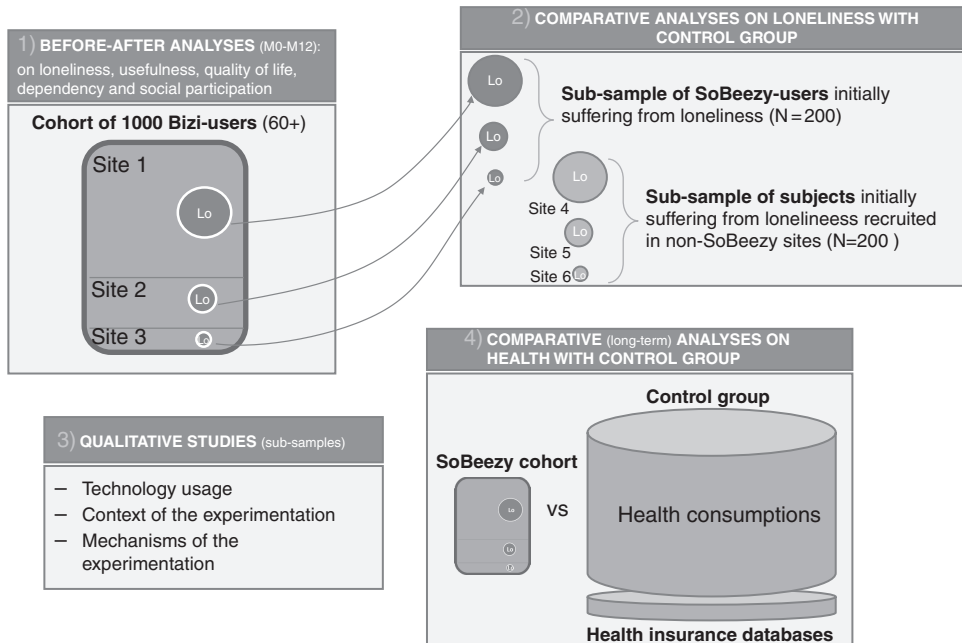 1) BEFORE-AFTER ANALYSES (M0-M12):
on loneliness, usefulness, quality of life,
dependency and social participation
Cohort of 1000 Bizi-users (60+)
Site 1
Lo
Site 2
Lo
Site 3
Lo
2) COMPARATIVE ANALYSES ON LONELINESS WITH
CONTROL GROUP
Lo
Lo
Lo
Sub-sample of SoBeezy-users initially
suffering from loneliness (N=200)
Lo
Site 4
Lo
Site 5
Site 6 Lo
Sub-sample of subjects initially
suffering from lonelineess recruited
in non-SoBeezy sites (N=200 )
3) QUALITATIVE STUDIES (sub-samples)
– Technology usage
– Context of the experimentation
– Mechanisms of the
experimentation
4) COMPARATIVE (long-term) ANALYSES ON
HEALTH WITH CONTROL GROUP
SoBeezy cohort
Lo
Lo
Lo
vs
Control group
Health consumptions
Health insurance databases